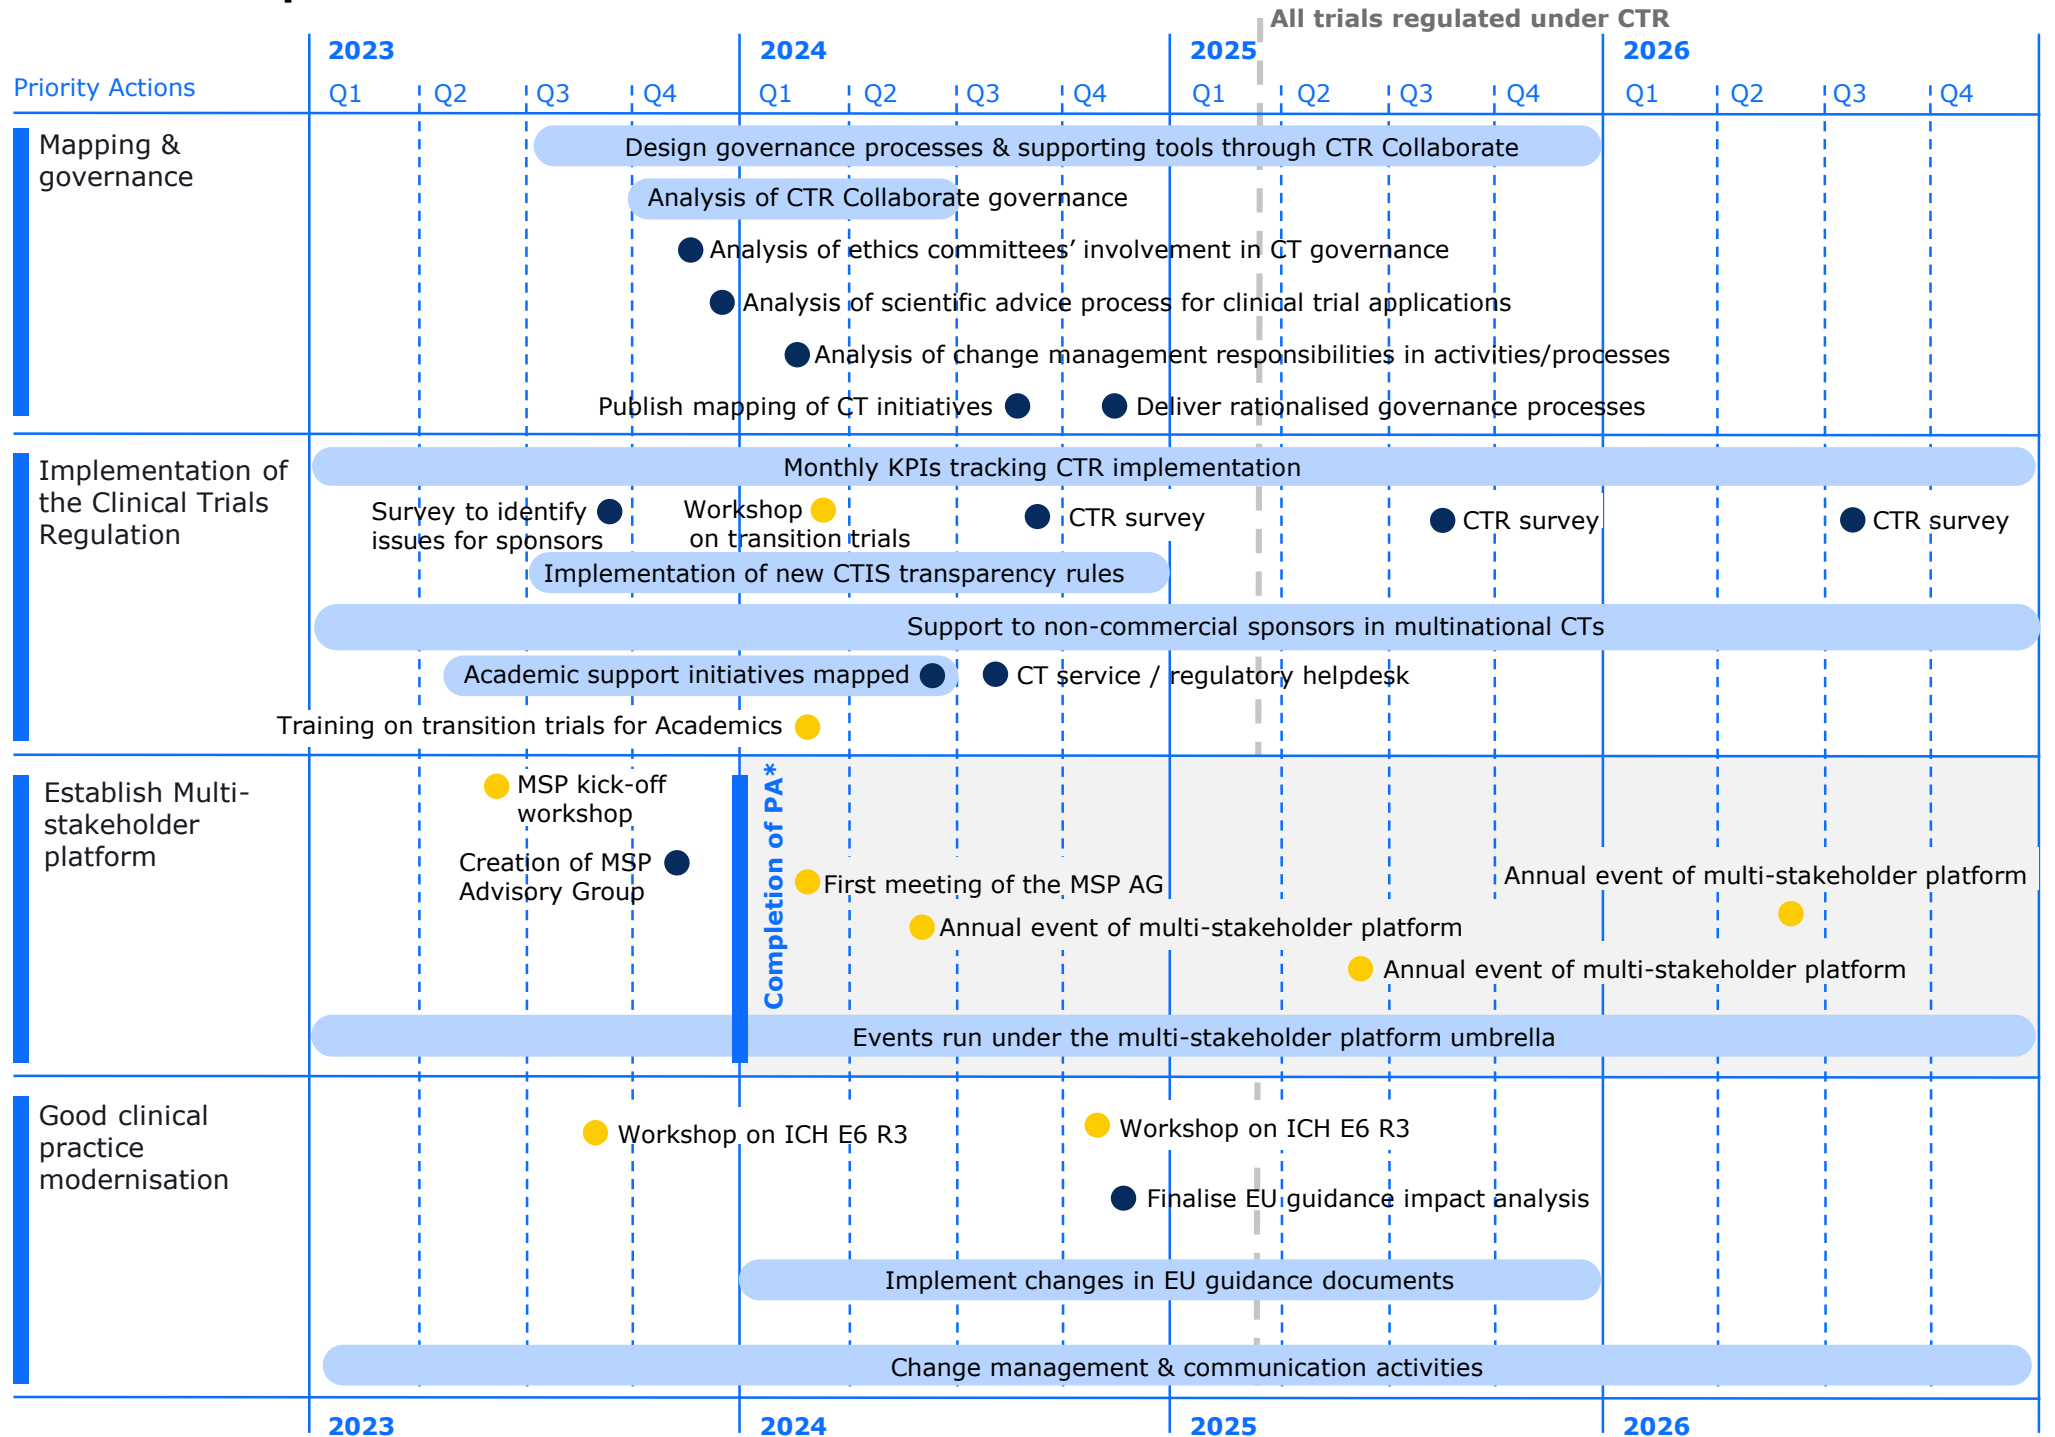 All trials regulated under CTR
2023
2024
2025
2026
Priority Actions
Q1
Q2
Q3
Q4
Q1
Q2
Q3
Q4
Q1
Q2
Q3
Q4
Q1
Q2
Q3
Q4
Mapping &
governance
Design governance processes & supporting tools through CTR Collaborate
Analysis of CTR Collaborate governance
Analysis of ethics committees’ involvement in CT governance
Analysis of scientific advice process for clinical trial applications
Analysis of change management responsibilities in activities/processes
Publish mapping of CT initiatives
Deliver rationalised governance processes
Implementation of
the Clinical Trials
Regulation
Monthly KPIs tracking CTR implementation
Survey to identify
issues for sponsors
Workshop
on transition trials
CTR survey
CTR survey
CTR survey
Implementation of new CTIS transparency rules
Support to non-commercial sponsors in multinational CTs
Academic support initiatives mapped
CT service / regulatory helpdesk
Training on transition trials for Academics
Establish Multi-
stakeholder
platform
MSP kick-off
workshop
Creation of MSP
Advisory Group
Completion of PA*
First meeting of the MSP AG
Annual event of multi-stakeholder platform
Annual event of multi-stakeholder platform
Annual event of multi-stakeholder platform
Events run under the multi-stakeholder platform umbrella
Good clinical
practice
modernisation
Workshop on ICH E6 R3
Workshop on ICH E6 R3
Finalise EU guidance impact analysis
Implement changes in EU guidance documents
Change management & communication activities
2023
2024
2025
2026